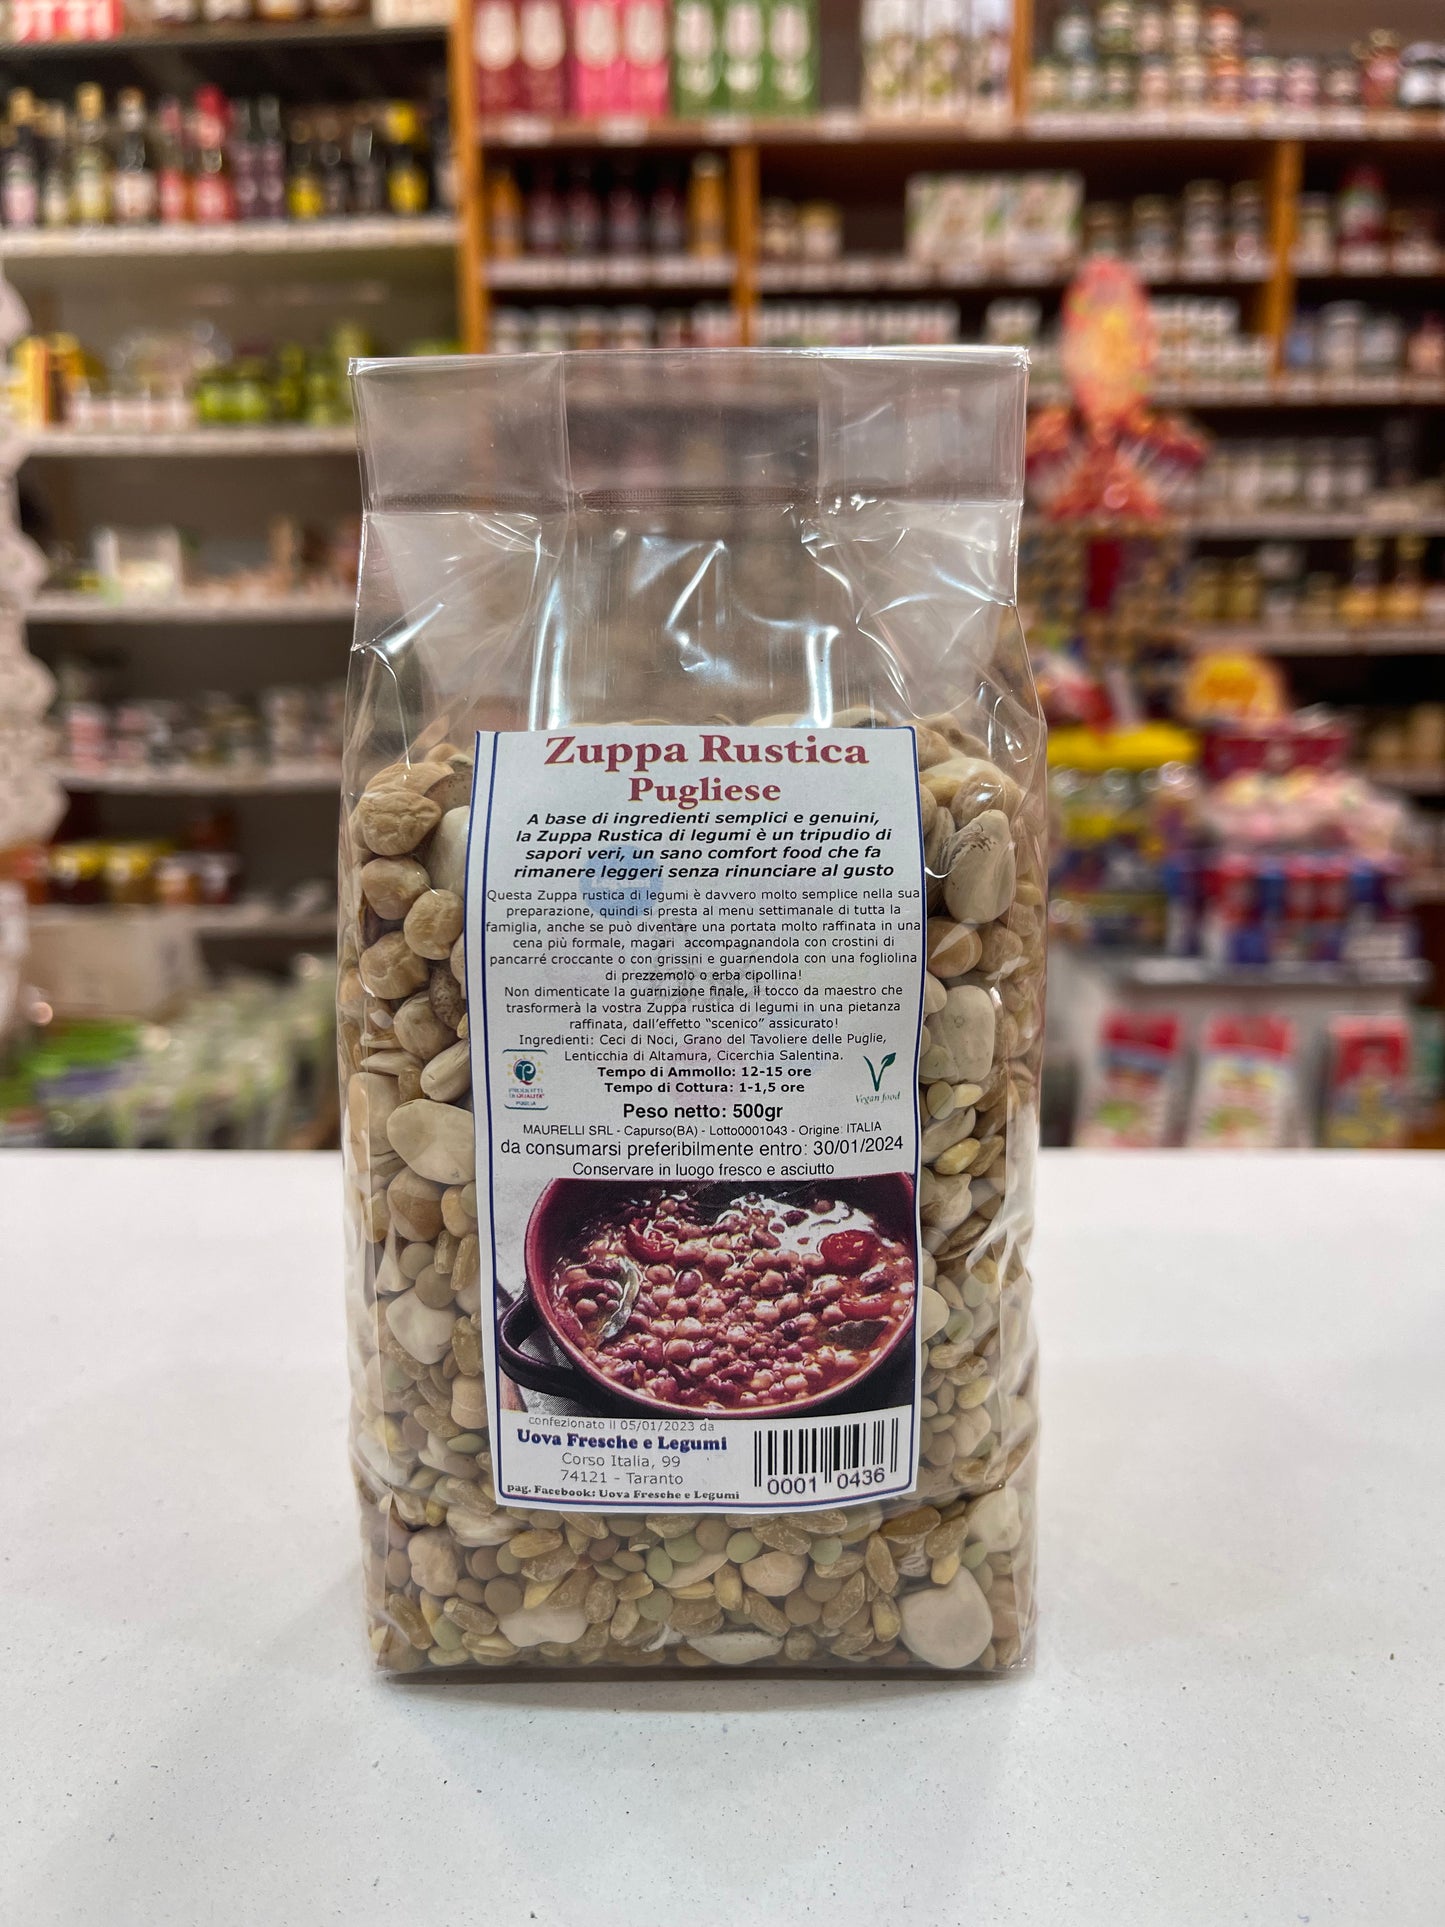 Zuppa Rustica
Pugliese
A base di ingredienti semplici e genuini,
la Zuppa Rustica di legumi è un tripudio di
sapori veri, un sano comfort food che fa
rimanere leggeri senza rinunciare al gusto
Questa Zuppa rustica di legumi è davvero molto semplice nella sua
preparazione, quindi si presta al menu settimanale di tutta la
famiglia, anche se può diventare una portata molto raffinata in una
cena più formale, magari accompagnandola con crostini di
pancarré croccante o con grissini e guarnendola con una fogliolina
di prezzemolo o erba cipollina!
Non dimenticate la guarnizione finale, il tocco da maestro che
trasformerà la vostra Zuppa rustica di legumi in una pietanza
raffinata, dall'effetto "scenico" assicurato!
Ingredienti: Ceci di Noci, Grano del Tavoliere delle Puglie,
Lenticchia di Altamura, Cicerchia Salentina.
Tempo di Ammollo: 12-15 ore
Tempo di Cottura: 1-1,5 ore
PRODOTTI
DI QUALITA'
PUGLIA
Vegan food
Peso netto: 500gr
MAURELLI SRL - Capurso(BA) - Lotto0001043 - Origine: ITALIA
da consumarsi preferibilmente entro: 30/01/2024
Conservare in luogo fresco e asciutto
confezionato il 05/01/2023 da
Uova Fresche e Legumi
Corso Italia, 99
74121 - Taranto
pag. Facebook: Uova Fresche e Legumi
0001 0436